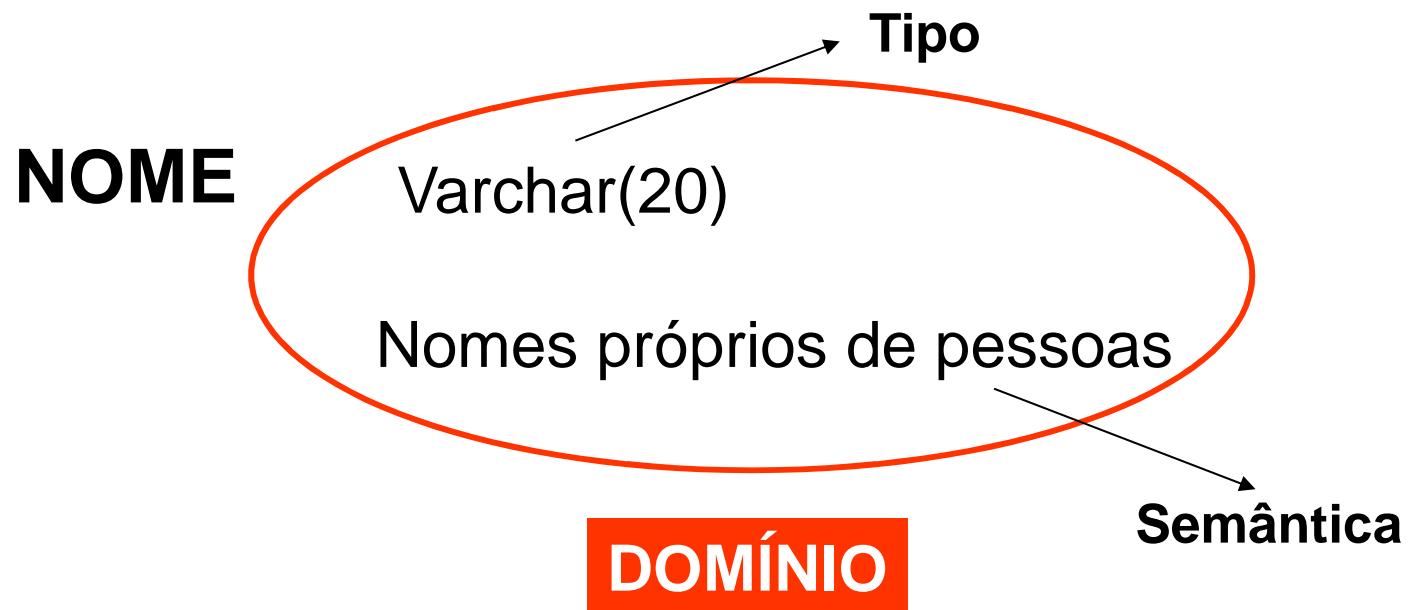 Tipo
NOME
Varchar(20)
Nomes próprios de pessoas
Semântica
DOMÍNIO